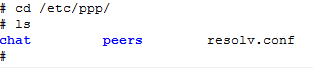 # cd /etc/ppp/
# ls
chat peers resolv.conf
#